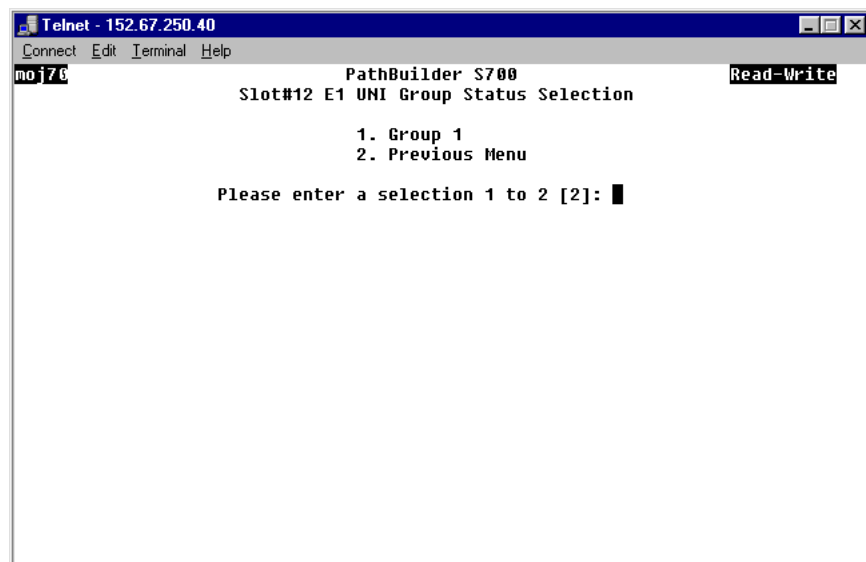 Telnet - 152.67.250.40
Connect Edit Terminal Help
moj70 PathBuilder S700 Read-Write
Slot#12 E1 UNI Group Status Selection
1. Group 1
2. Previous Menu
Please enter a selection 1 to 2 [2]: